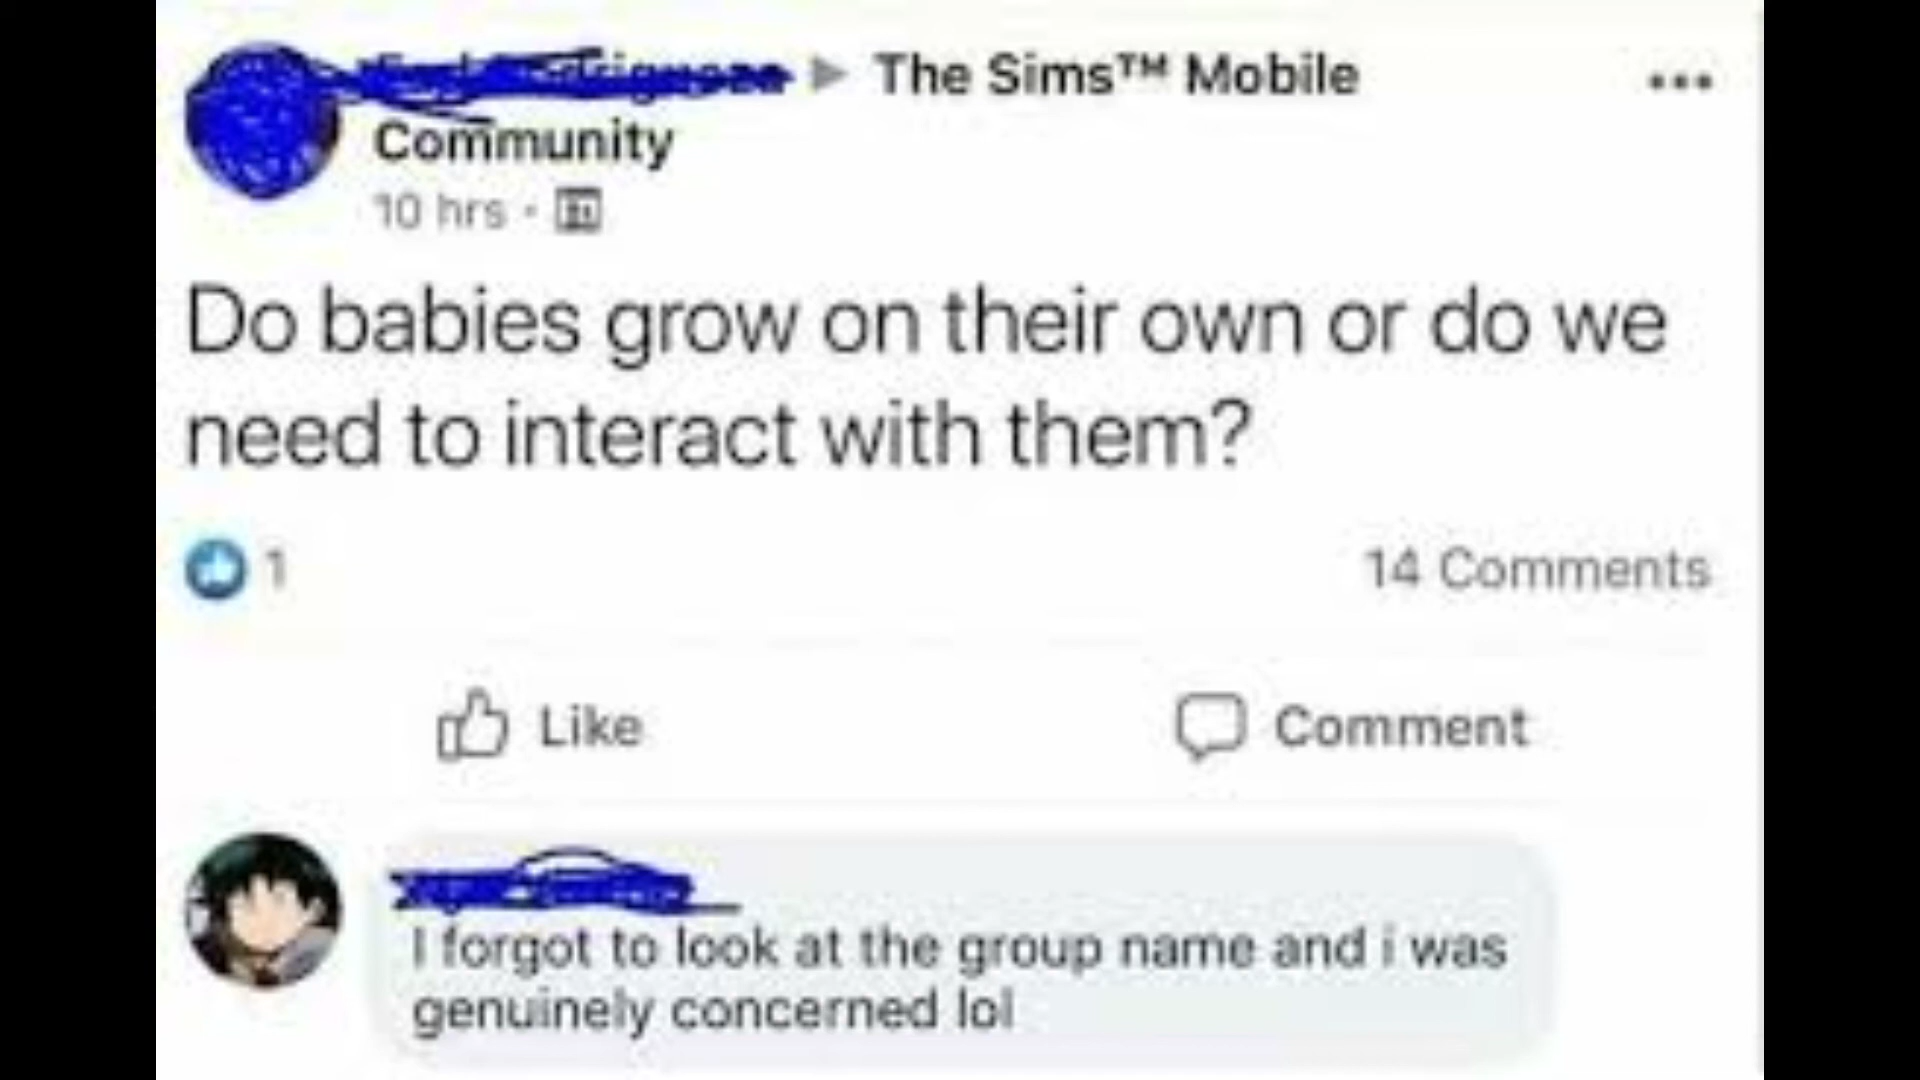 The Sims™ Mobile
Community
10 hrs ·
Do babies grow on their own or do we
need to interact with them?
1
14 Comments
Like
Comment
I forgot to look at the group name and i was
genuinely concerned lol